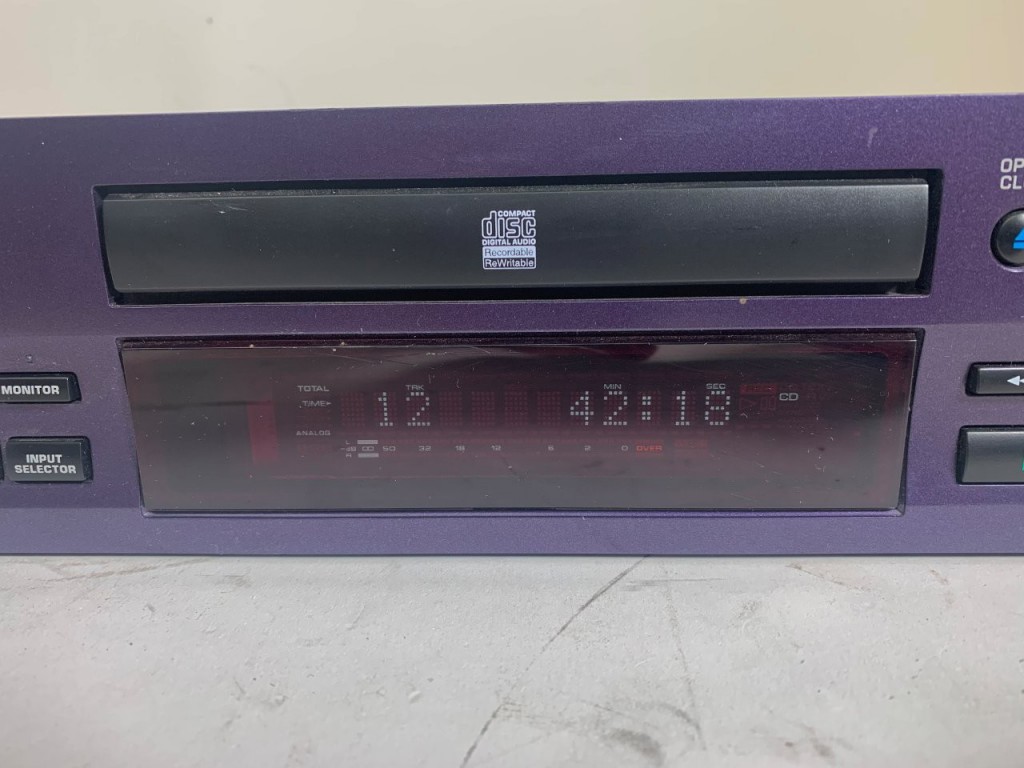 OP
CL
COMPACT
disc
DIGITAL AUDIO
Recordable
ReWritable
MONITOR
INPUT
SELECTOR
TOTAL TRK MIN SEC
TIME▸ 12 42:18 CD
ANALOG
L
-dB ∞ 50 32 18 12 6 2 0 OVER
R